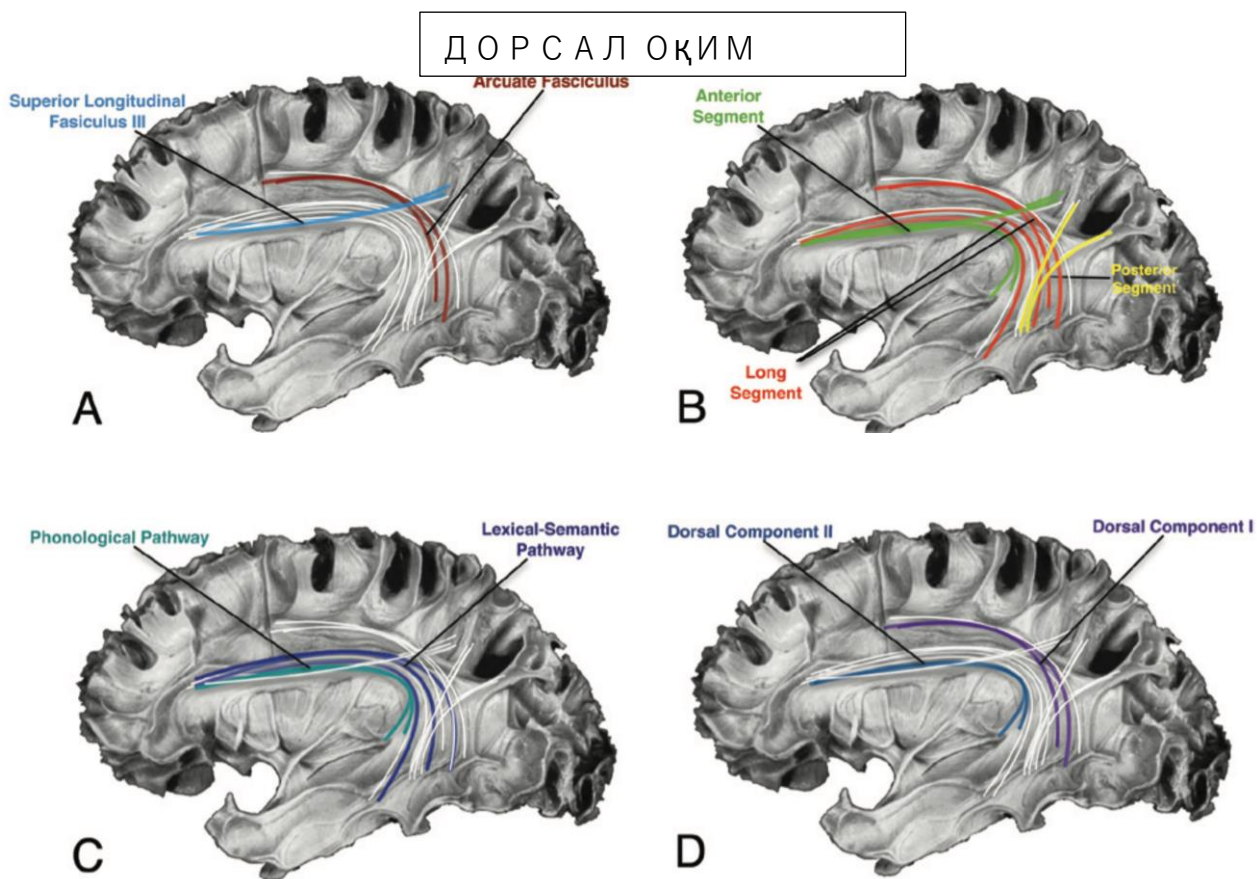 ДОРСАЛ ОҚИМ
Arcuate Fasciculus
Superior Longitudinal
Fasiculus III
Anterior
Segment
Posterior
Segment
Long
Segment
A
B
Phonological Pathway
Lexical-Semantic
Pathway
Dorsal Component II
Dorsal Component I
C
D